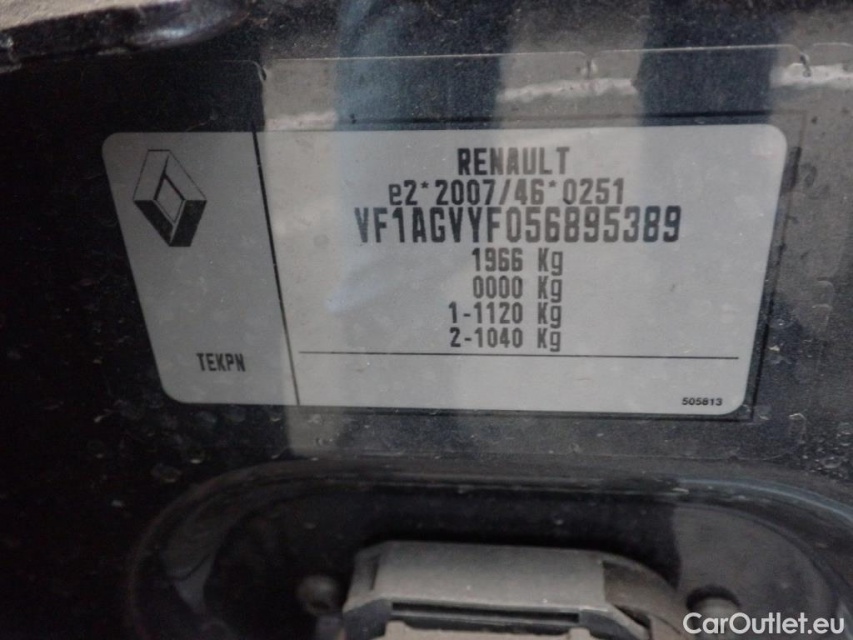 RENAULT
e2*2007/46*0251
VF1AGVYF056895389
1966 Kg
0000 Kg
1-1120 Kg
2-1040 Kg
TEKPN
505813
CarOutlet.eu